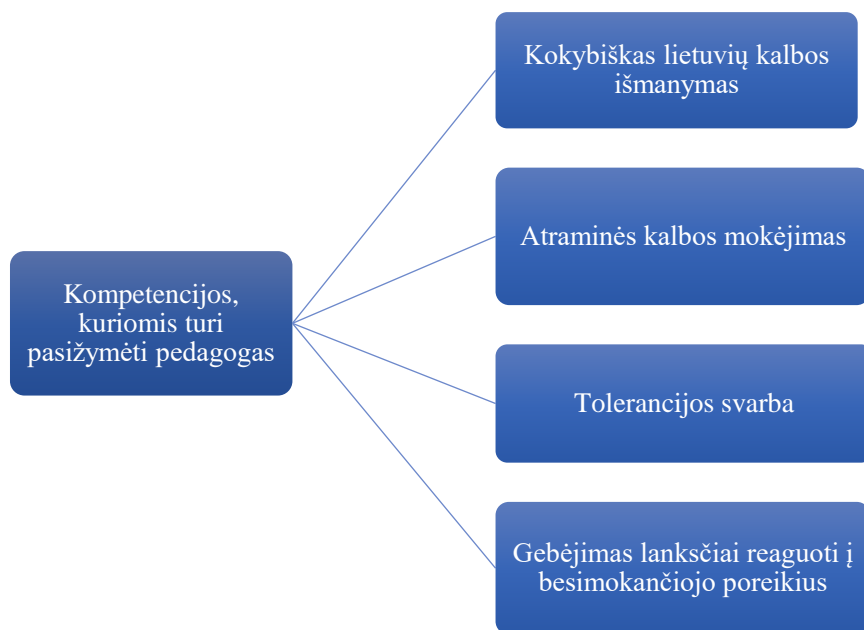 Kompetencijos,
kuriomis turi
pasižymėti pedagogas
Kokybiškas lietuvių kalbos
išmanymas
Atraminės kalbos mokėjimas
Tolerancijos svarba
Gebėjimas lanksčiai reaguoti į
besimokančiojo poreikius